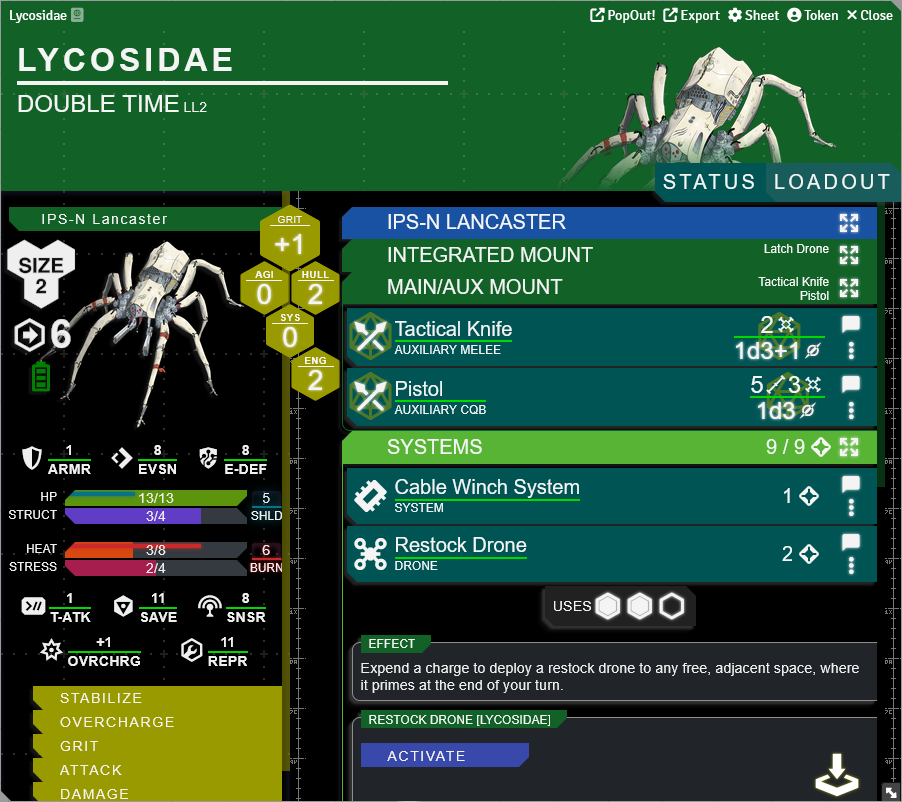 Lycosidae
PopOut! Export Sheet Token Close
LYCOSIDAE
DOUBLE TIME LL2
STATUS LOADOUT
IPS-N Lancaster
SIZE
2
6
GRIT
+1
AGI
0
HULL
2
SYS
0
ENG
2
1
ARMR
8
EVSN
8
E-DEF
HP 13/13 5
STRUCT 3/4 SHLD
HEAT 3/8 6
STRESS 2/4 BURN
1
T-ATK
11
SAVE
8
SNSR
+1
OVRCHRG
11
REPR
STABILIZE
OVERCHARGE
GRIT
ATTACK
DAMAGE
IPS-N LANCASTER
INTEGRATED MOUNT Latch Drone
MAIN/AUX MOUNT Tactical Knife
Pistol
Tactical Knife 2
AUXILIARY MELEE 1d3+1
Pistol 5 3
AUXILIARY CQB 1d3
SYSTEMS 9 / 9
Cable Winch System 1
SYSTEM
Restock Drone 2
DRONE
USES
EFFECT
Expend a charge to deploy a restock drone to any free, adjacent space, where
it primes at the end of your turn.
RESTOCK DRONE [LYCOSIDAE]
ACTIVATE